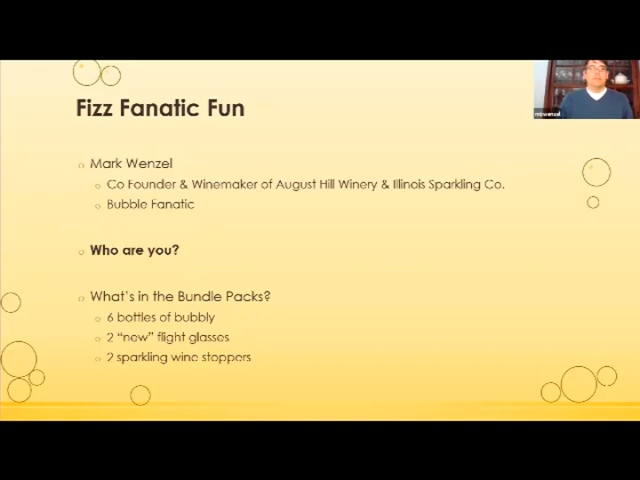 Fizz Fanatic Fun
mbwenzel
Mark Wenzel
Co Founder & Winemaker of August Hill Winery & Illinois Sparkling Co.
Bubble Fanatic
Who are you?
What's in the Bundle Packs?
6 bottles of bubbly
2 "new" flight glasses
2 sparkling wine stoppers